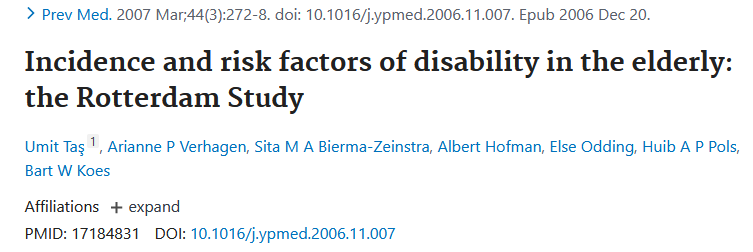 Prev Med. 2007 Mar;44(3):272-8. doi: 10.1016/j.ypmed.2006.11.007. Epub 2006 Dec 20.
Incidence and risk factors of disability in the elderly:
the Rotterdam Study
Umit Taş 1, Arianne P Verhagen, Sita M A Bierma-Zeinstra, Albert Hofman, Else Odding, Huib A P Pols,
Bart W Koes
Affiliations + expand
PMID: 17184831 DOI: 10.1016/j.ypmed.2006.11.007